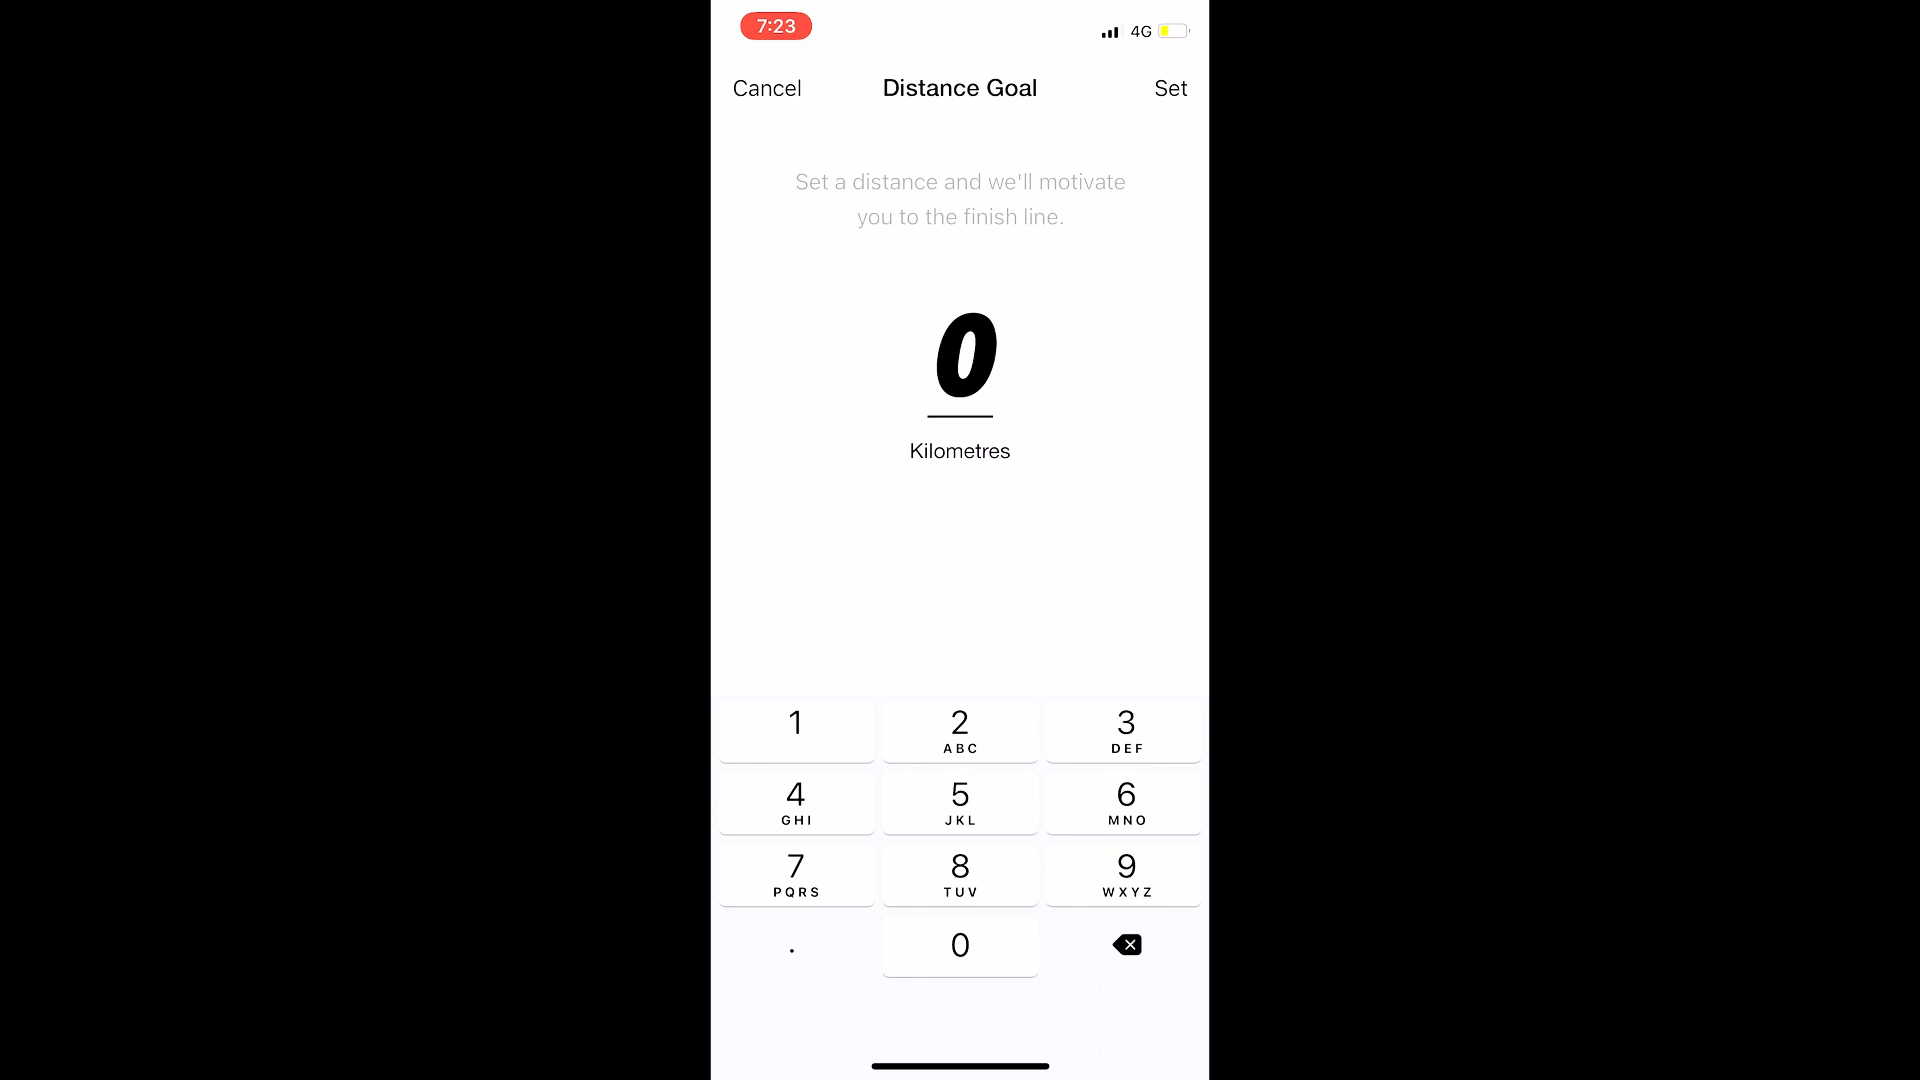 7:23
4G
Cancel
Distance Goal
Set
Set a distance and we'll motivate
you to the finish line.
0
Kilometres
1
2
3
ABC
DEF
4
5
6
GHI
JKL
MNO
7
8
9
PQRS
TUV
WXYZ
.
0